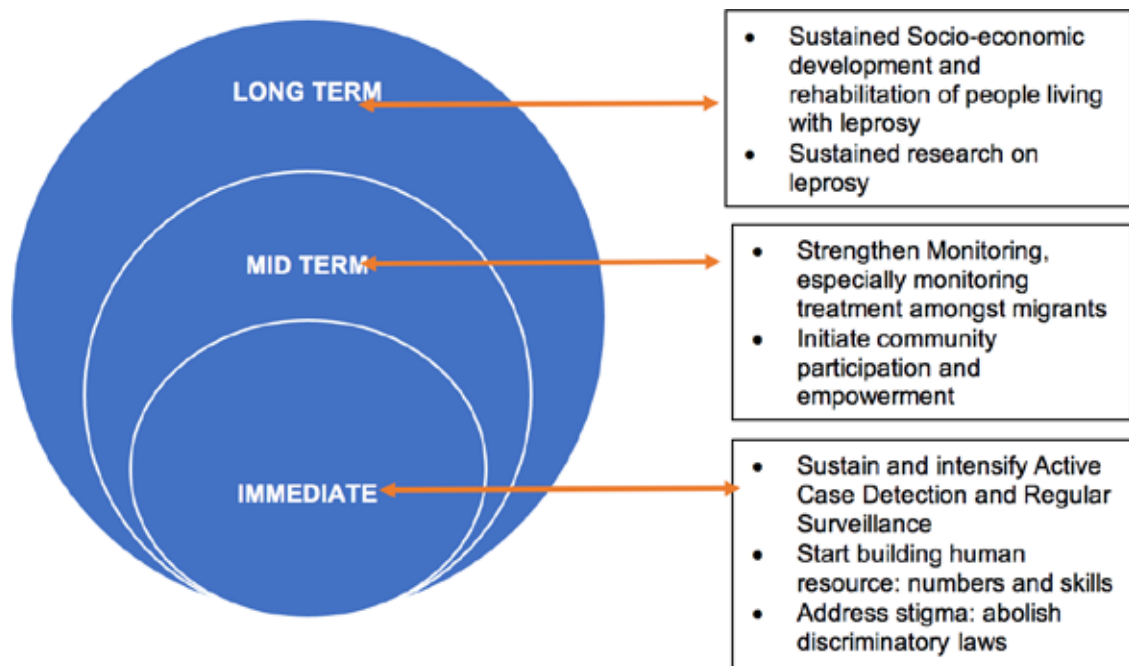 LONG TERM
• Sustained Socio-economic
development and
rehabilitation of people living
with leprosy
• Sustained research on
leprosy
MID TERM
• Strengthen Monitoring,
especially monitoring
treatment amongst migrants
• Initiate community
participation and
empowerment
IMMEDIATE
• Sustain and intensify Active
Case Detection and Regular
Surveillance
• Start building human
resource: numbers and skills
• Address stigma: abolish
discriminatory laws